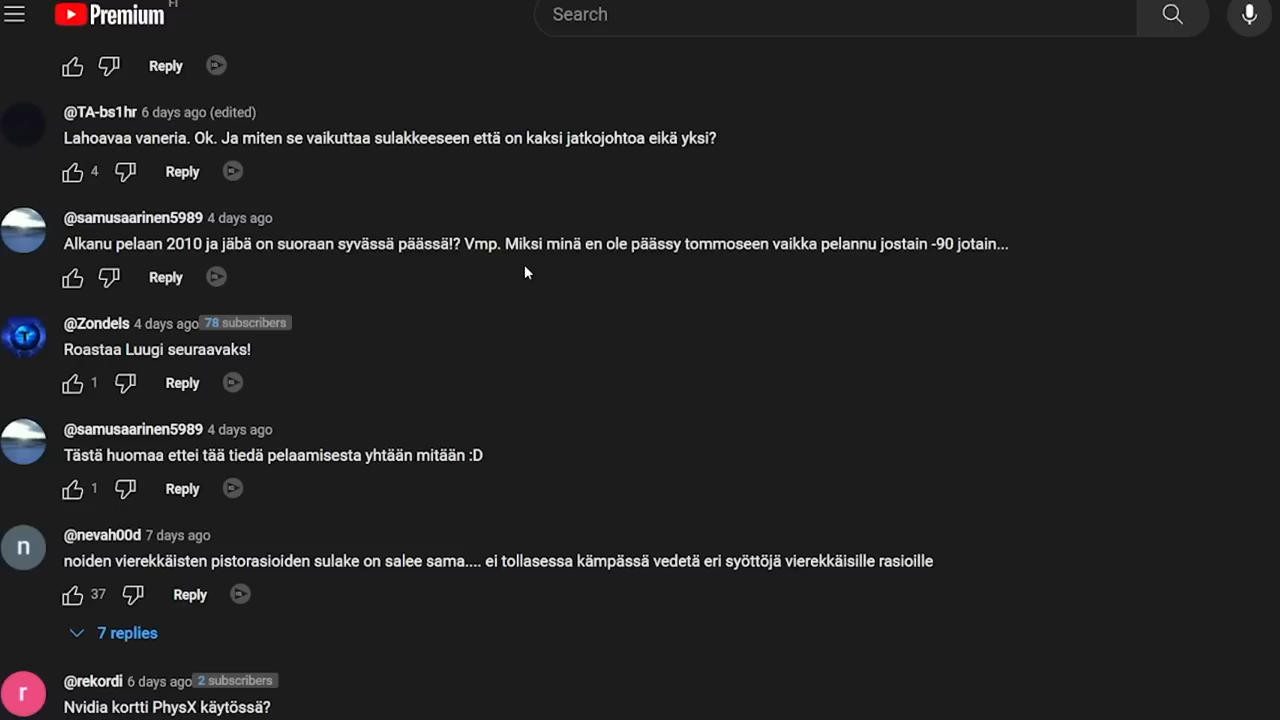 FI
Premium
Search
Reply
@TA-bs1hr 6 days ago (edited)
Lahoavaa vaneria. Ok. Ja miten se vaikuttaa sulakkeeseen että on kaksi jatkojohtoa eikä yksi?
4 Reply
@samusaarinen5989 4 days ago
Alkanu pelaan 2010 ja jäbä on suoraan syvässä päässä!? Vmp. Miksi minä en ole päässy tommoseen vaikka pelannu jostain -90 jotain...
Reply
@Zondels 4 days ago 78 subscribers
Roastaa Luugi seuraavaks!
1 Reply
@samusaarinen5989 4 days ago
Tästä huomaa ettei tää tiedä pelaamisesta yhtään mitään :D
1 Reply
@nevah00d 7 days ago
n
noiden vierekkäisten pistorasioiden sulake on salee sama.... ei tollasessa kämpässä vedetä eri syöttöjä vierekkäisille rasioille
37 Reply
7 replies
@rekordi 6 days ago 2 subscribers
r
Nvidia kortti PhysX käytössä?